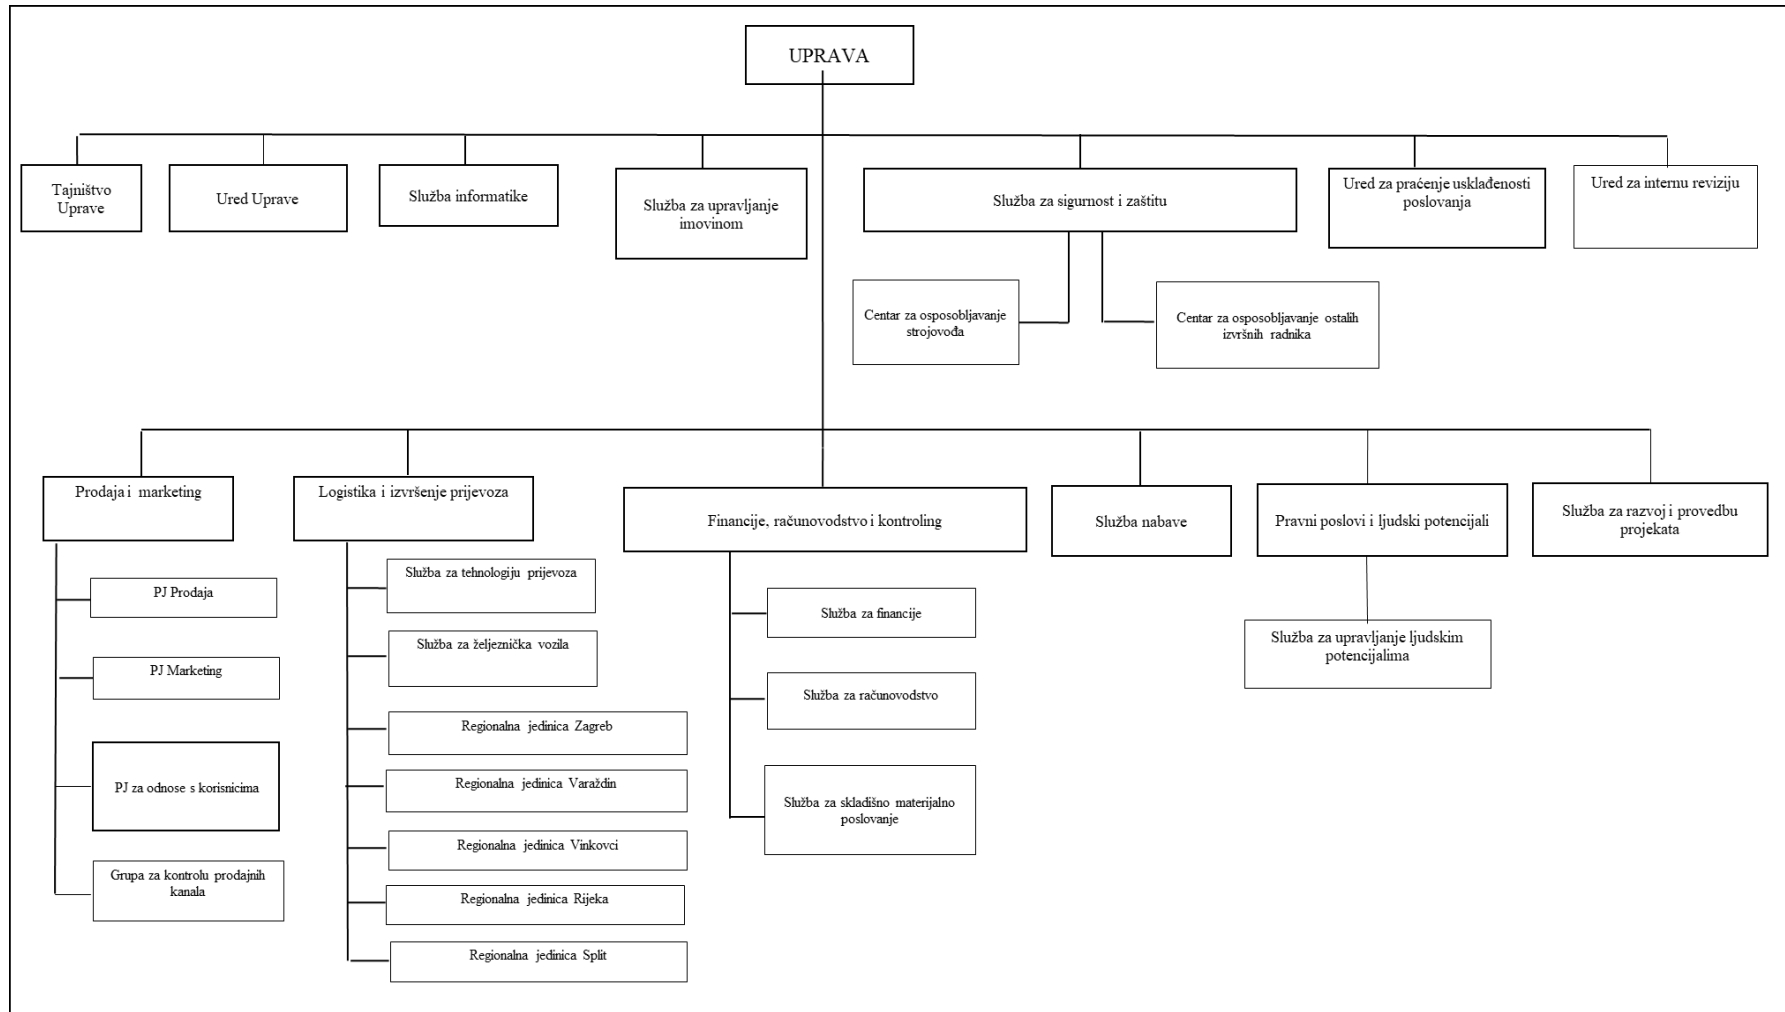 UPRAVA
Tajništvo
Uprave
Ured Uprave
Služba informatike
Služba za upravljanje
imovinom
Služba za sigurnost i zaštitu
Ured za praćenje usklađenosti
poslovanja
Ured za internu reviziju
Centar za osposobljavanje
strojovođa
Centar za osposobljavanje ostalih
izvršnih radnika
Prodaja i marketing
Logistika i izvršenje prijevoza
Financije, računovodstvo i kontroling
Služba nabave
Pravni poslovi i ljudski potencijali
Služba za razvoj i provedbu
projekata
PJ Prodaja
PJ Marketing
PJ za odnose s korisnicima
Grupa za kontrolu prodajnih
kanala
Služba za tehnologiju prijevoza
Služba za željeznička vozila
Regionalna jedinica Zagreb
Regionalna jedinica Varaždin
Regionalna jedinica Vinkovci
Regionalna jedinica Rijeka
Regionalna jedinica Split
Služba za financije
Služba za računovodstvo
Služba za skladišno materijalno
poslovanje
Služba za upravljanje ljudskim
potencijalima